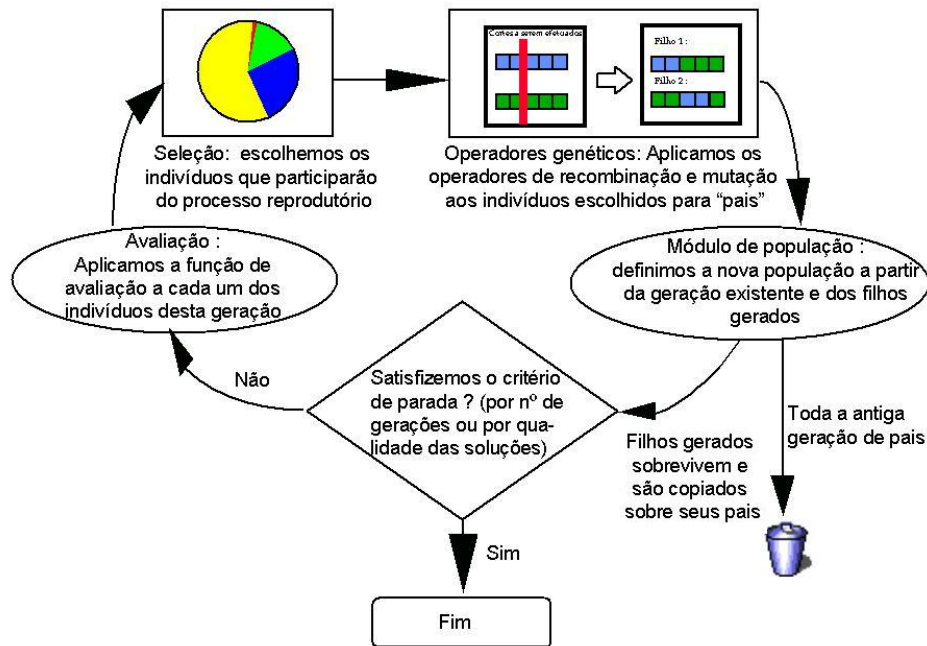 Cortes a serem efetuados
Filho 1 :
Filho 2 :
Seleção: escolhemos os
indivíduos que participarão
do processo reprodutório
Operadores genéticos: Aplicamos os
operadores de recombinação e mutação
aos indivíduos escolhidos para “pais”
Avaliação :
Aplicamos a função de
avaliação a cada um dos
indivíduos desta geração
Módulo de população :
definimos a nova população a partir
da geração existente e dos filhos
gerados
Não
Satisfizemos o critério
de parada ? (por nº de
gerações ou por qua-
lidade das soluções)
Filhos gerados
sobrevivem e
são copiados
sobre seus pais
Toda a antiga
geração de pais
Sim
Fim